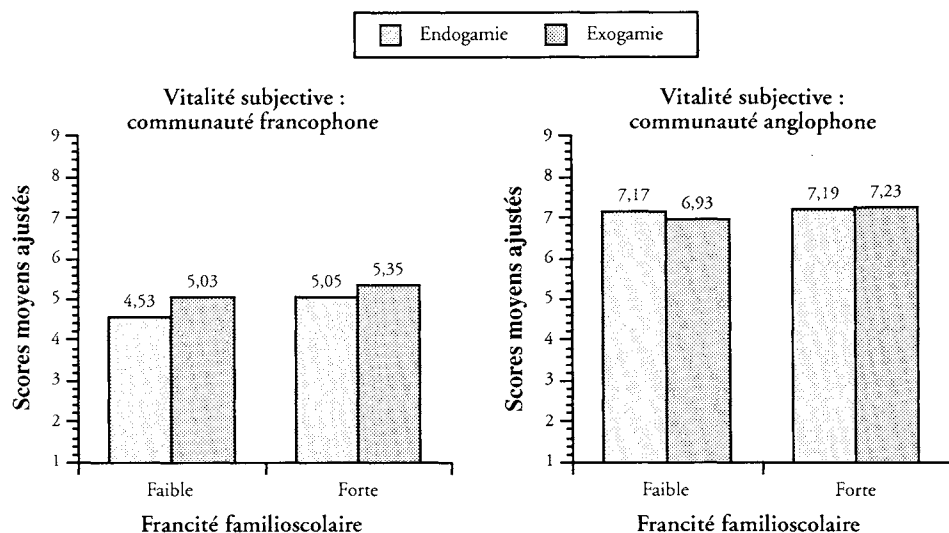 Endogamie Exogamie
Vitalité subjective :
communauté francophone
Scores moyens ajustés
9
8
7
6
5
4
3
2
1
4,53
5,03
5,05
5,35
Faible Forte
Francité familioscolaire
Vitalité subjective :
communauté anglophone
Scores moyens ajustés
9
8
7
6
5
4
3
2
1
7,17
6,93
7,19
7,23
Faible Forte
Francité familioscolaire